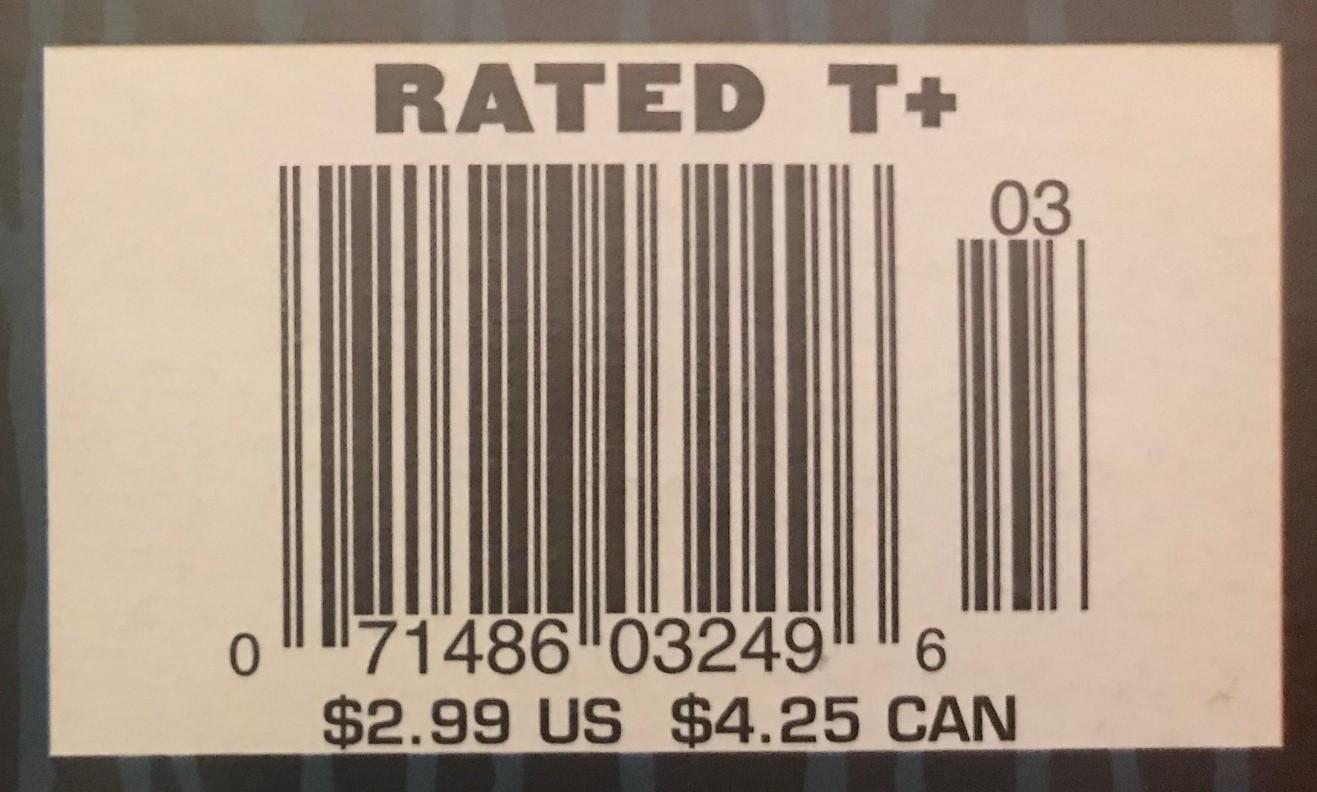 RATED T+
03
0 71486 03249 6
$2.99 US $4.25 CAN